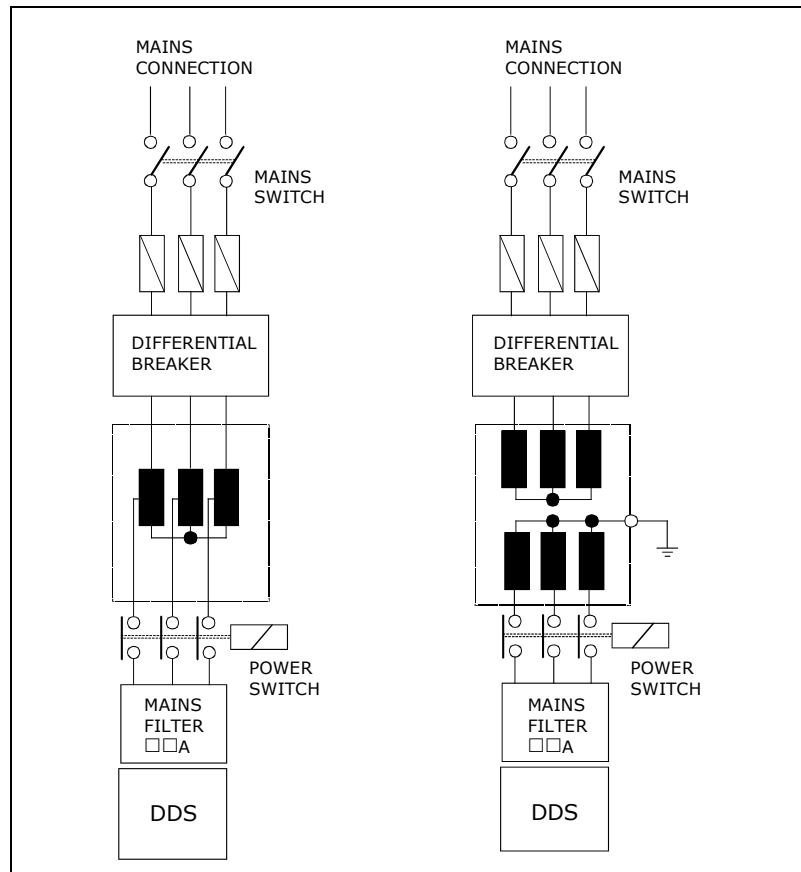 MAINS
CONNECTION
MAINS
SWITCH
DIFFERENTIAL
BREAKER
POWER
SWITCH
MAINS
FILTER
□□A
DDS
MAINS
CONNECTION
MAINS
SWITCH
DIFFERENTIAL
BREAKER
POWER
SWITCH
MAINS
FILTER
□□A
DDS